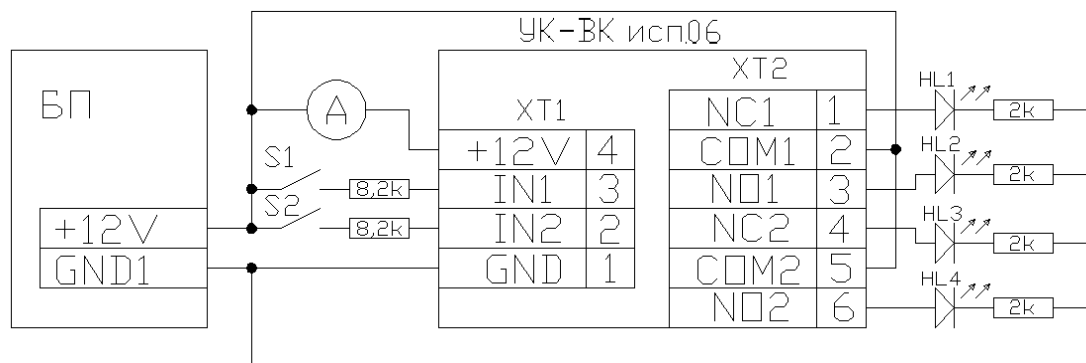 УК-ВК исп.06
БП
+12V
GND1
A
S1
S2
8,2k
8,2k
XT1
+12V 4
IN1 3
IN2 2
GND 1
XT2
NC1 1
COM1 2
NO1 3
NC2 4
COM2 5
NO2 6
HL1
2k
HL2
2k
HL3
2k
HL4
2k